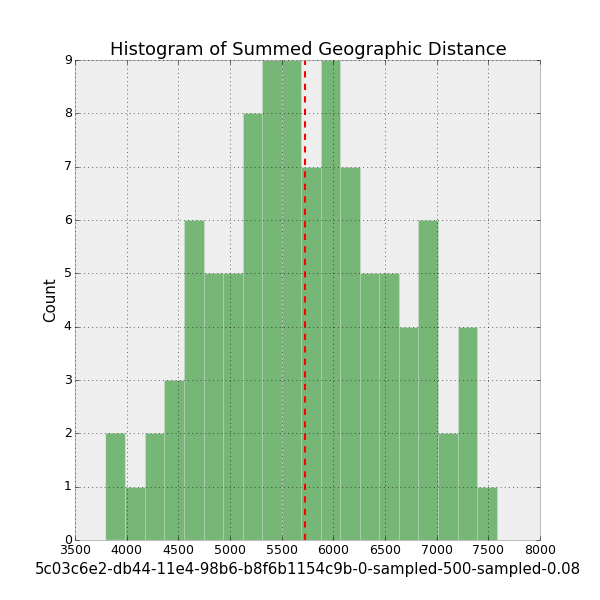 Histogram of Summed Geographic Distance
9
8
7
6
5
4
3
2
1
0
Count
3500 4000 4500 5000 5500 6000 6500 7000 7500 8000
5c03c6e2-db44-11e4-98b6-b8f6b1154c9b-0-sampled-500-sampled-0.08